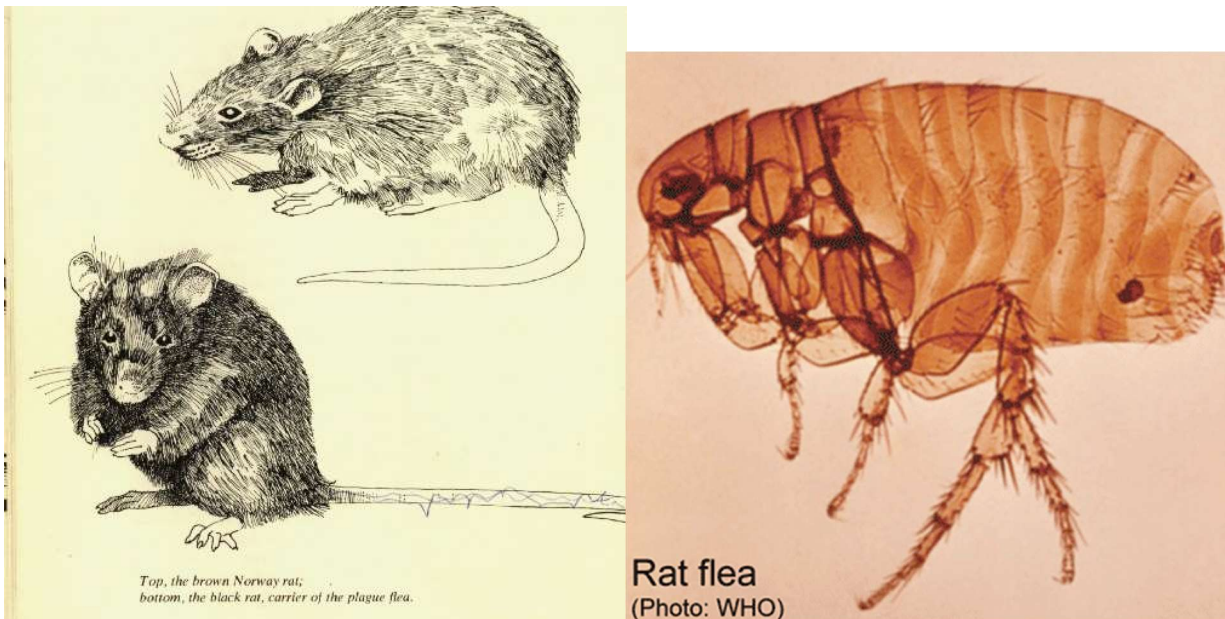 Top, the brown Norway rat;
bottom, the black rat, carrier of the plague flea.
Rat flea
(Photo: WHO)